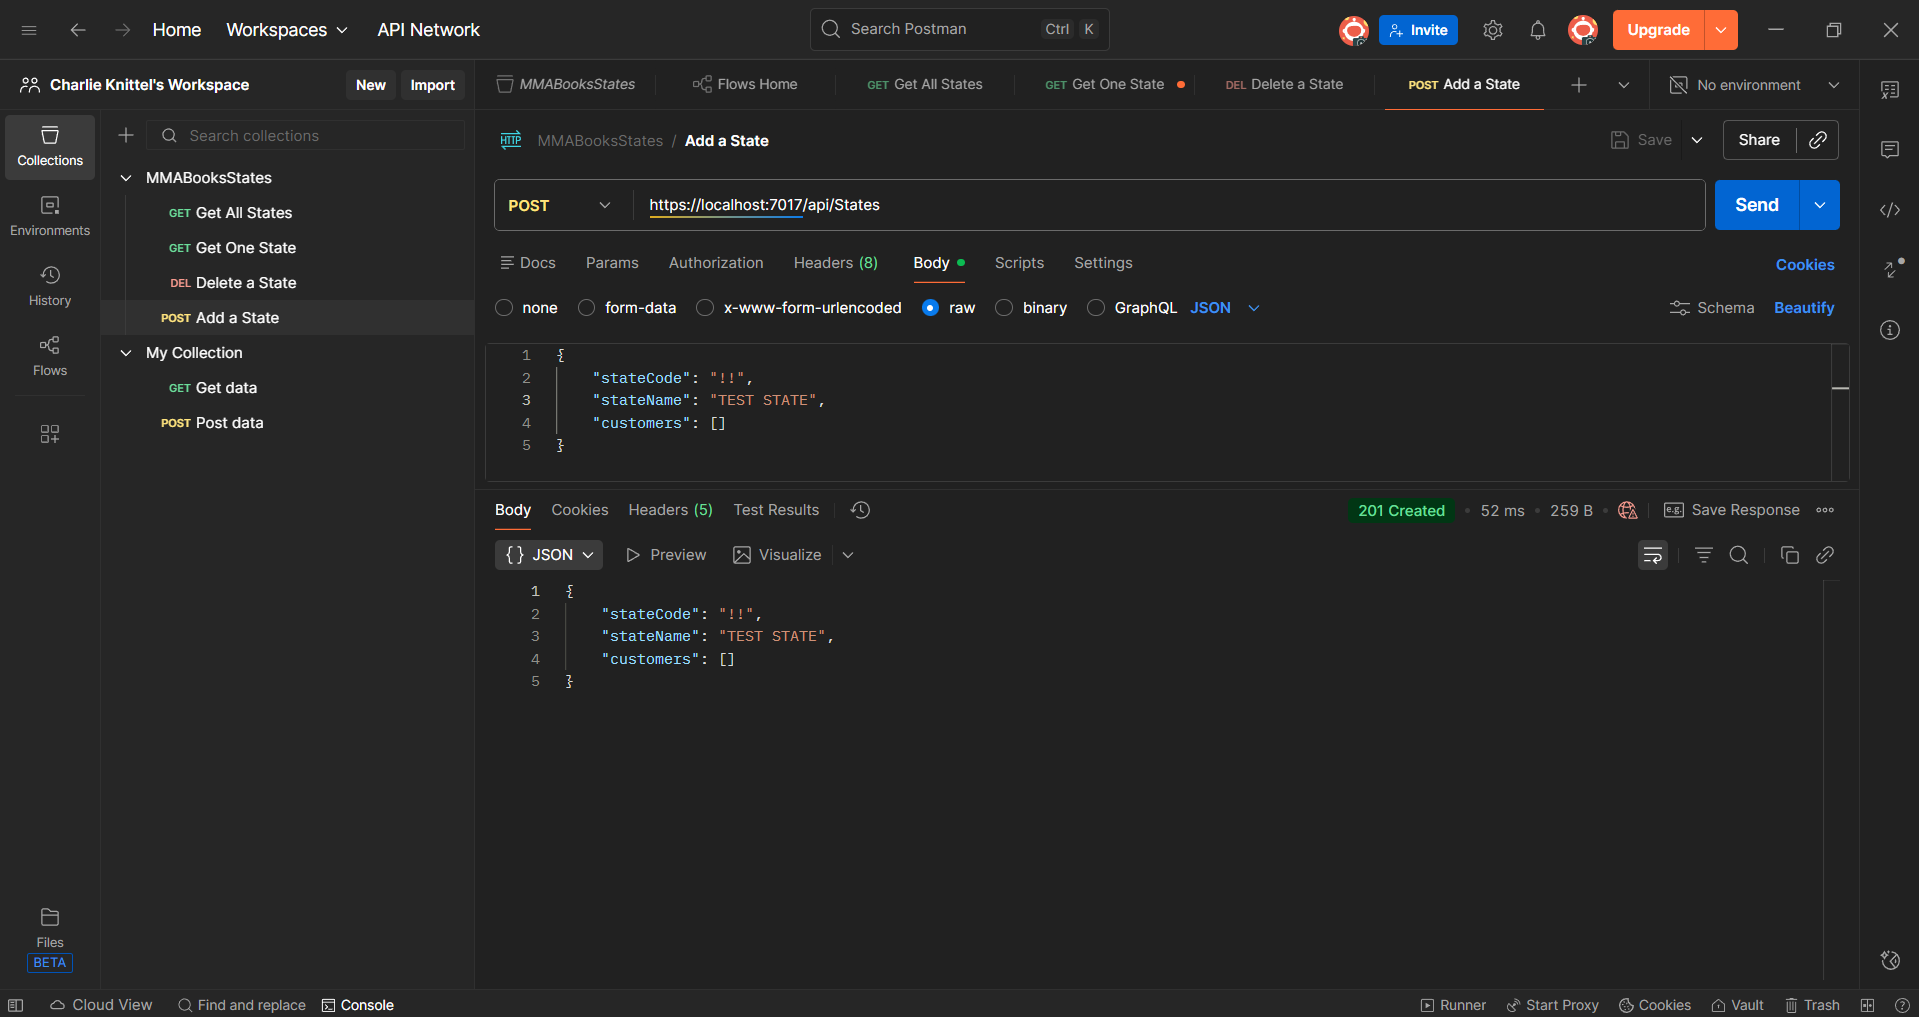 Home Workspaces API Network Search Postman Ctrl K Invite Upgrade
Charlie Knittel's Workspace New Import
MMABooksStates Flows Home GET Get All States GET Get One State DEL Delete a State POST Add a State No environment
Collections
Environments
History
Flows
Files
BETA
Search collections
MMABooksStates
GET Get All States
GET Get One State
DEL Delete a State
POST Add a State
My Collection
GET Get data
POST Post data
HTTP MMABooksStates / Add a State Save Share
POST https://localhost:7017/api/States Send
Docs Params Authorization Headers (8) Body Scripts Settings Cookies
none form-data x-www-form-urlencoded raw binary GraphQL JSON Schema Beautify
1 {
2 "stateCode": "!!",
3 "stateName": "TEST STATE",
4 "customers": []
5 }
Body Cookies Headers (5) Test Results 201 Created 52 ms 259 B e.g. Save Response
{} JSON Preview Visualize
1 {
2 "stateCode": "!!",
3 "stateName": "TEST STATE",
4 "customers": []
5 }
Cloud View Find and replace Console Runner Start Proxy Cookies Vault Trash